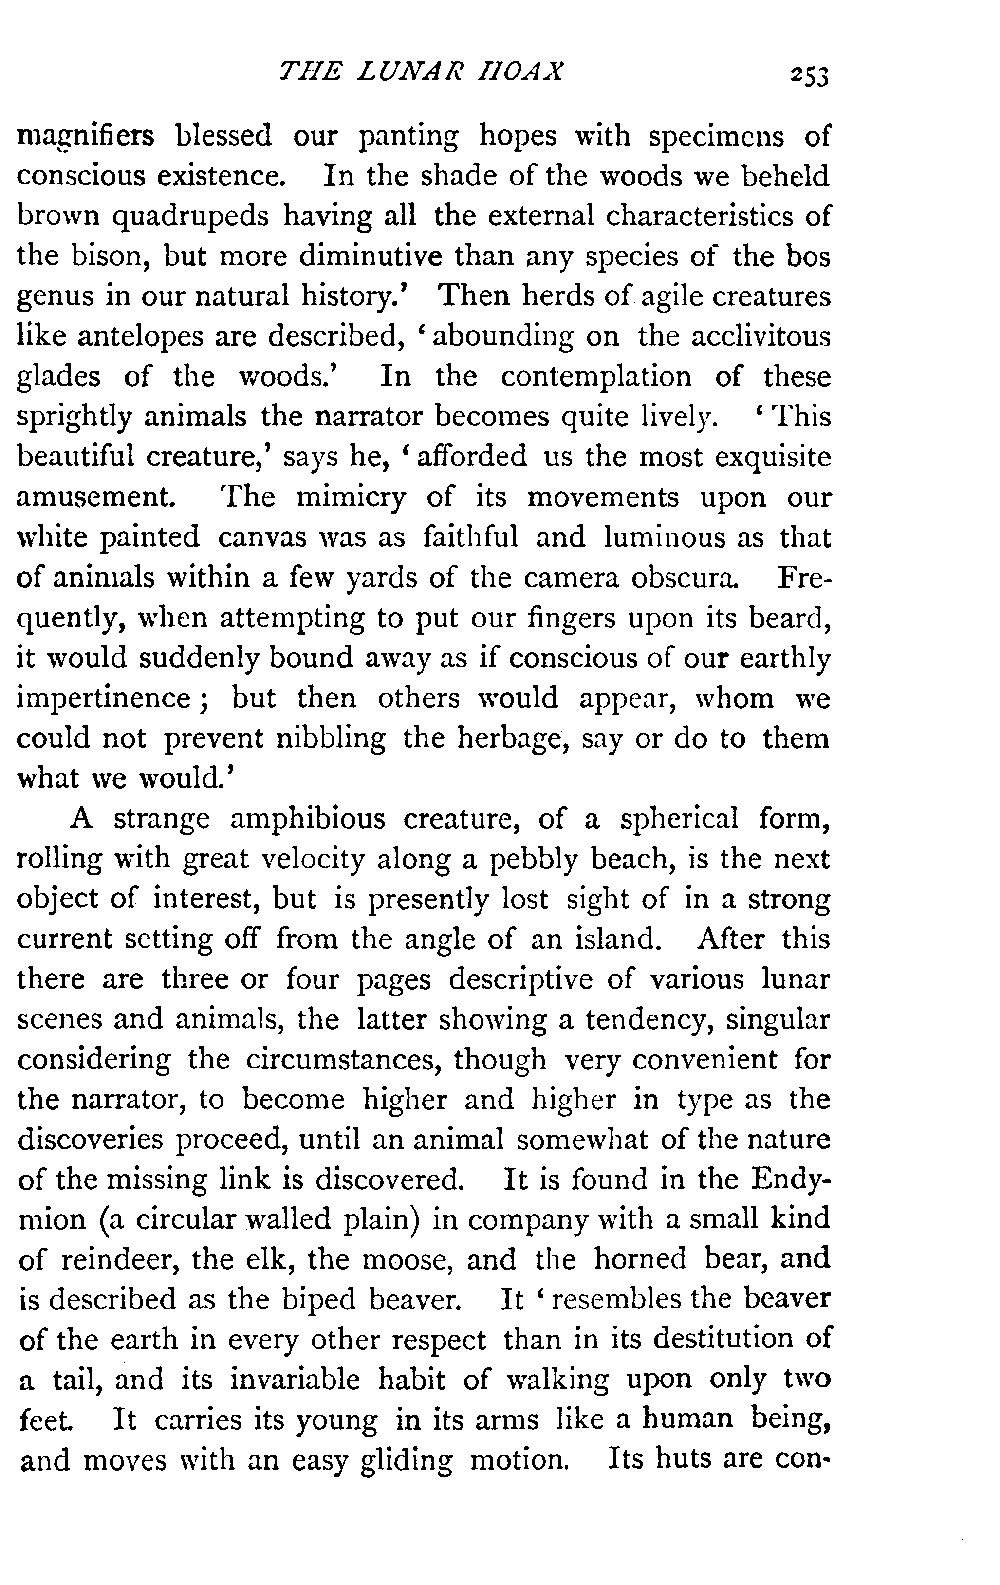 THE LUNAR HOAX 253
magnifiers blessed our panting hopes with specimens of
conscious existence. In the shade of the woods we beheld
brown quadrupeds having all the external characteristics of
the bison, but more diminutive than any species of the bos
genus in our natural history.’ Then herds of agile creatures
like antelopes are described, ‘abounding on the acclivitous
glades of the woods.’ In the contemplation of these
sprightly animals the narrator becomes quite lively. ‘This
beautiful creature,’ says he, ‘afforded us the most exquisite
amusement. The mimicry of its movements upon our
white painted canvas was as faithful and luminous as that
of animals within a few yards of the camera obscura. Fre-
quently, when attempting to put our fingers upon its beard,
it would suddenly bound away as if conscious of our earthly
impertinence; but then others would appear, whom we
could not prevent nibbling the herbage, say or do to them
what we would.’
A strange amphibious creature, of a spherical form,
rolling with great velocity along a pebbly beach, is the next
object of interest, but is presently lost sight of in a strong
current setting off from the angle of an island. After this
there are three or four pages descriptive of various lunar
scenes and animals, the latter showing a tendency, singular
considering the circumstances, though very convenient for
the narrator, to become higher and higher in type as the
discoveries proceed, until an animal somewhat of the nature
of the missing link is discovered. It is found in the Endy-
mion (a circular walled plain) in company with a small kind
of reindeer, the elk, the moose, and the horned bear, and
is described as the biped beaver. It ‘resembles the beaver
of the earth in every other respect than in its destitution of
a tail, and its invariable habit of walking upon only two
feet. It carries its young in its arms like a human being,
and moves with an easy gliding motion. Its huts are con-